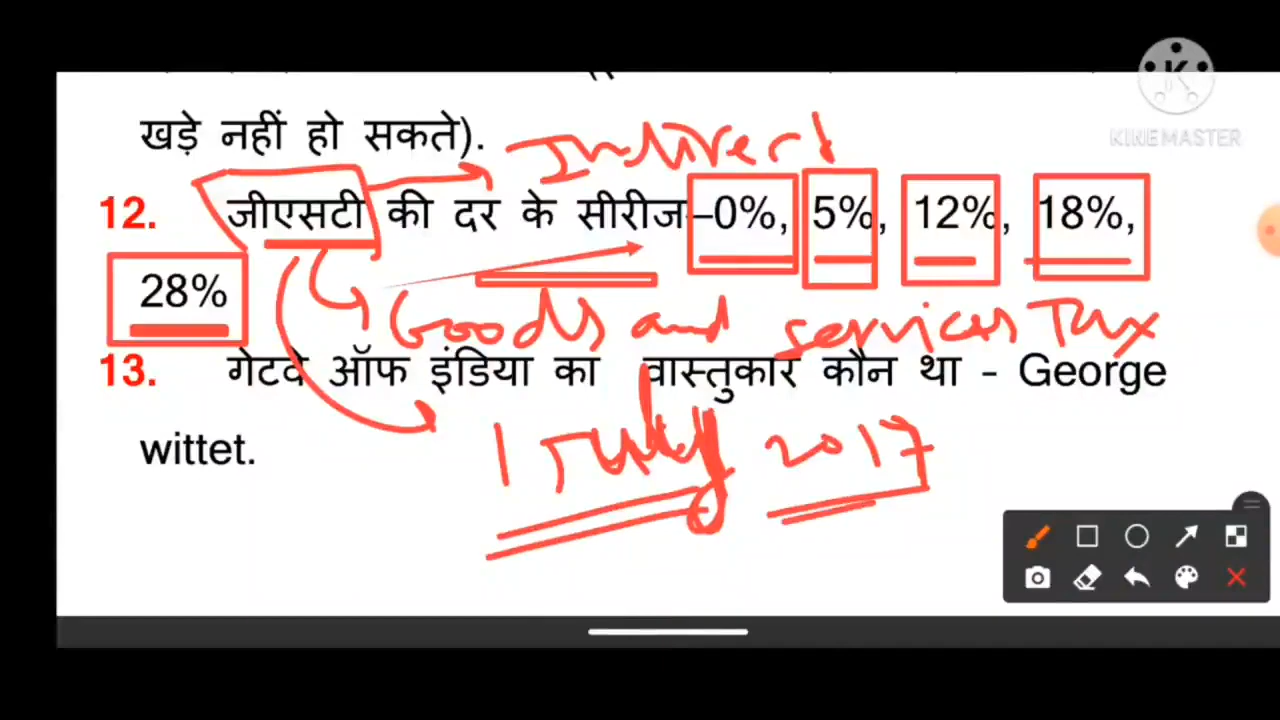 KINEMASTER
खड़े नहीं हो सकते).
12. जीएसटी की दर के सीरीज–0%, 5%, 12%, 18%,
28%
Goods and services Tax
13. गेटवे ऑफ इंडिया का वास्तुकार कौन था - George
wittet.
1 July 2017